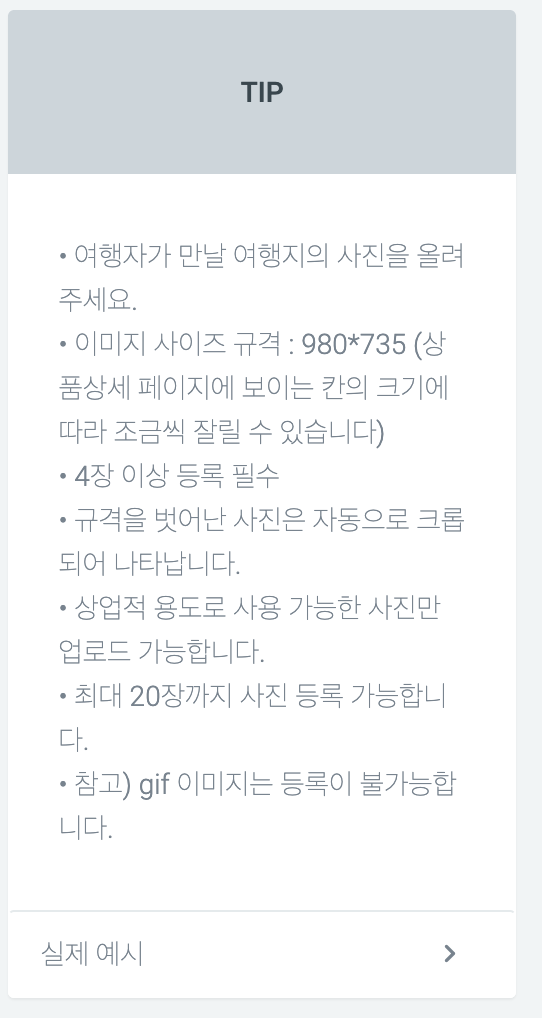 TIP
• 여행자가 만날 여행지의 사진을 올려
주세요.
• 이미지 사이즈 규격 : 980*735 (상
품상세 페이지에 보이는 칸의 크기에
따라 조금씩 잘릴 수 있습니다)
• 4장 이상 등록 필수
• 규격을 벗어난 사진은 자동으로 크롭
되어 나타납니다.
• 상업적 용도로 사용 가능한 사진만
업로드 가능합니다.
• 최대 20장까지 사진 등록 가능합니
다.
• 참고) gif 이미지는 등록이 불가능합
니다.
실제 예시